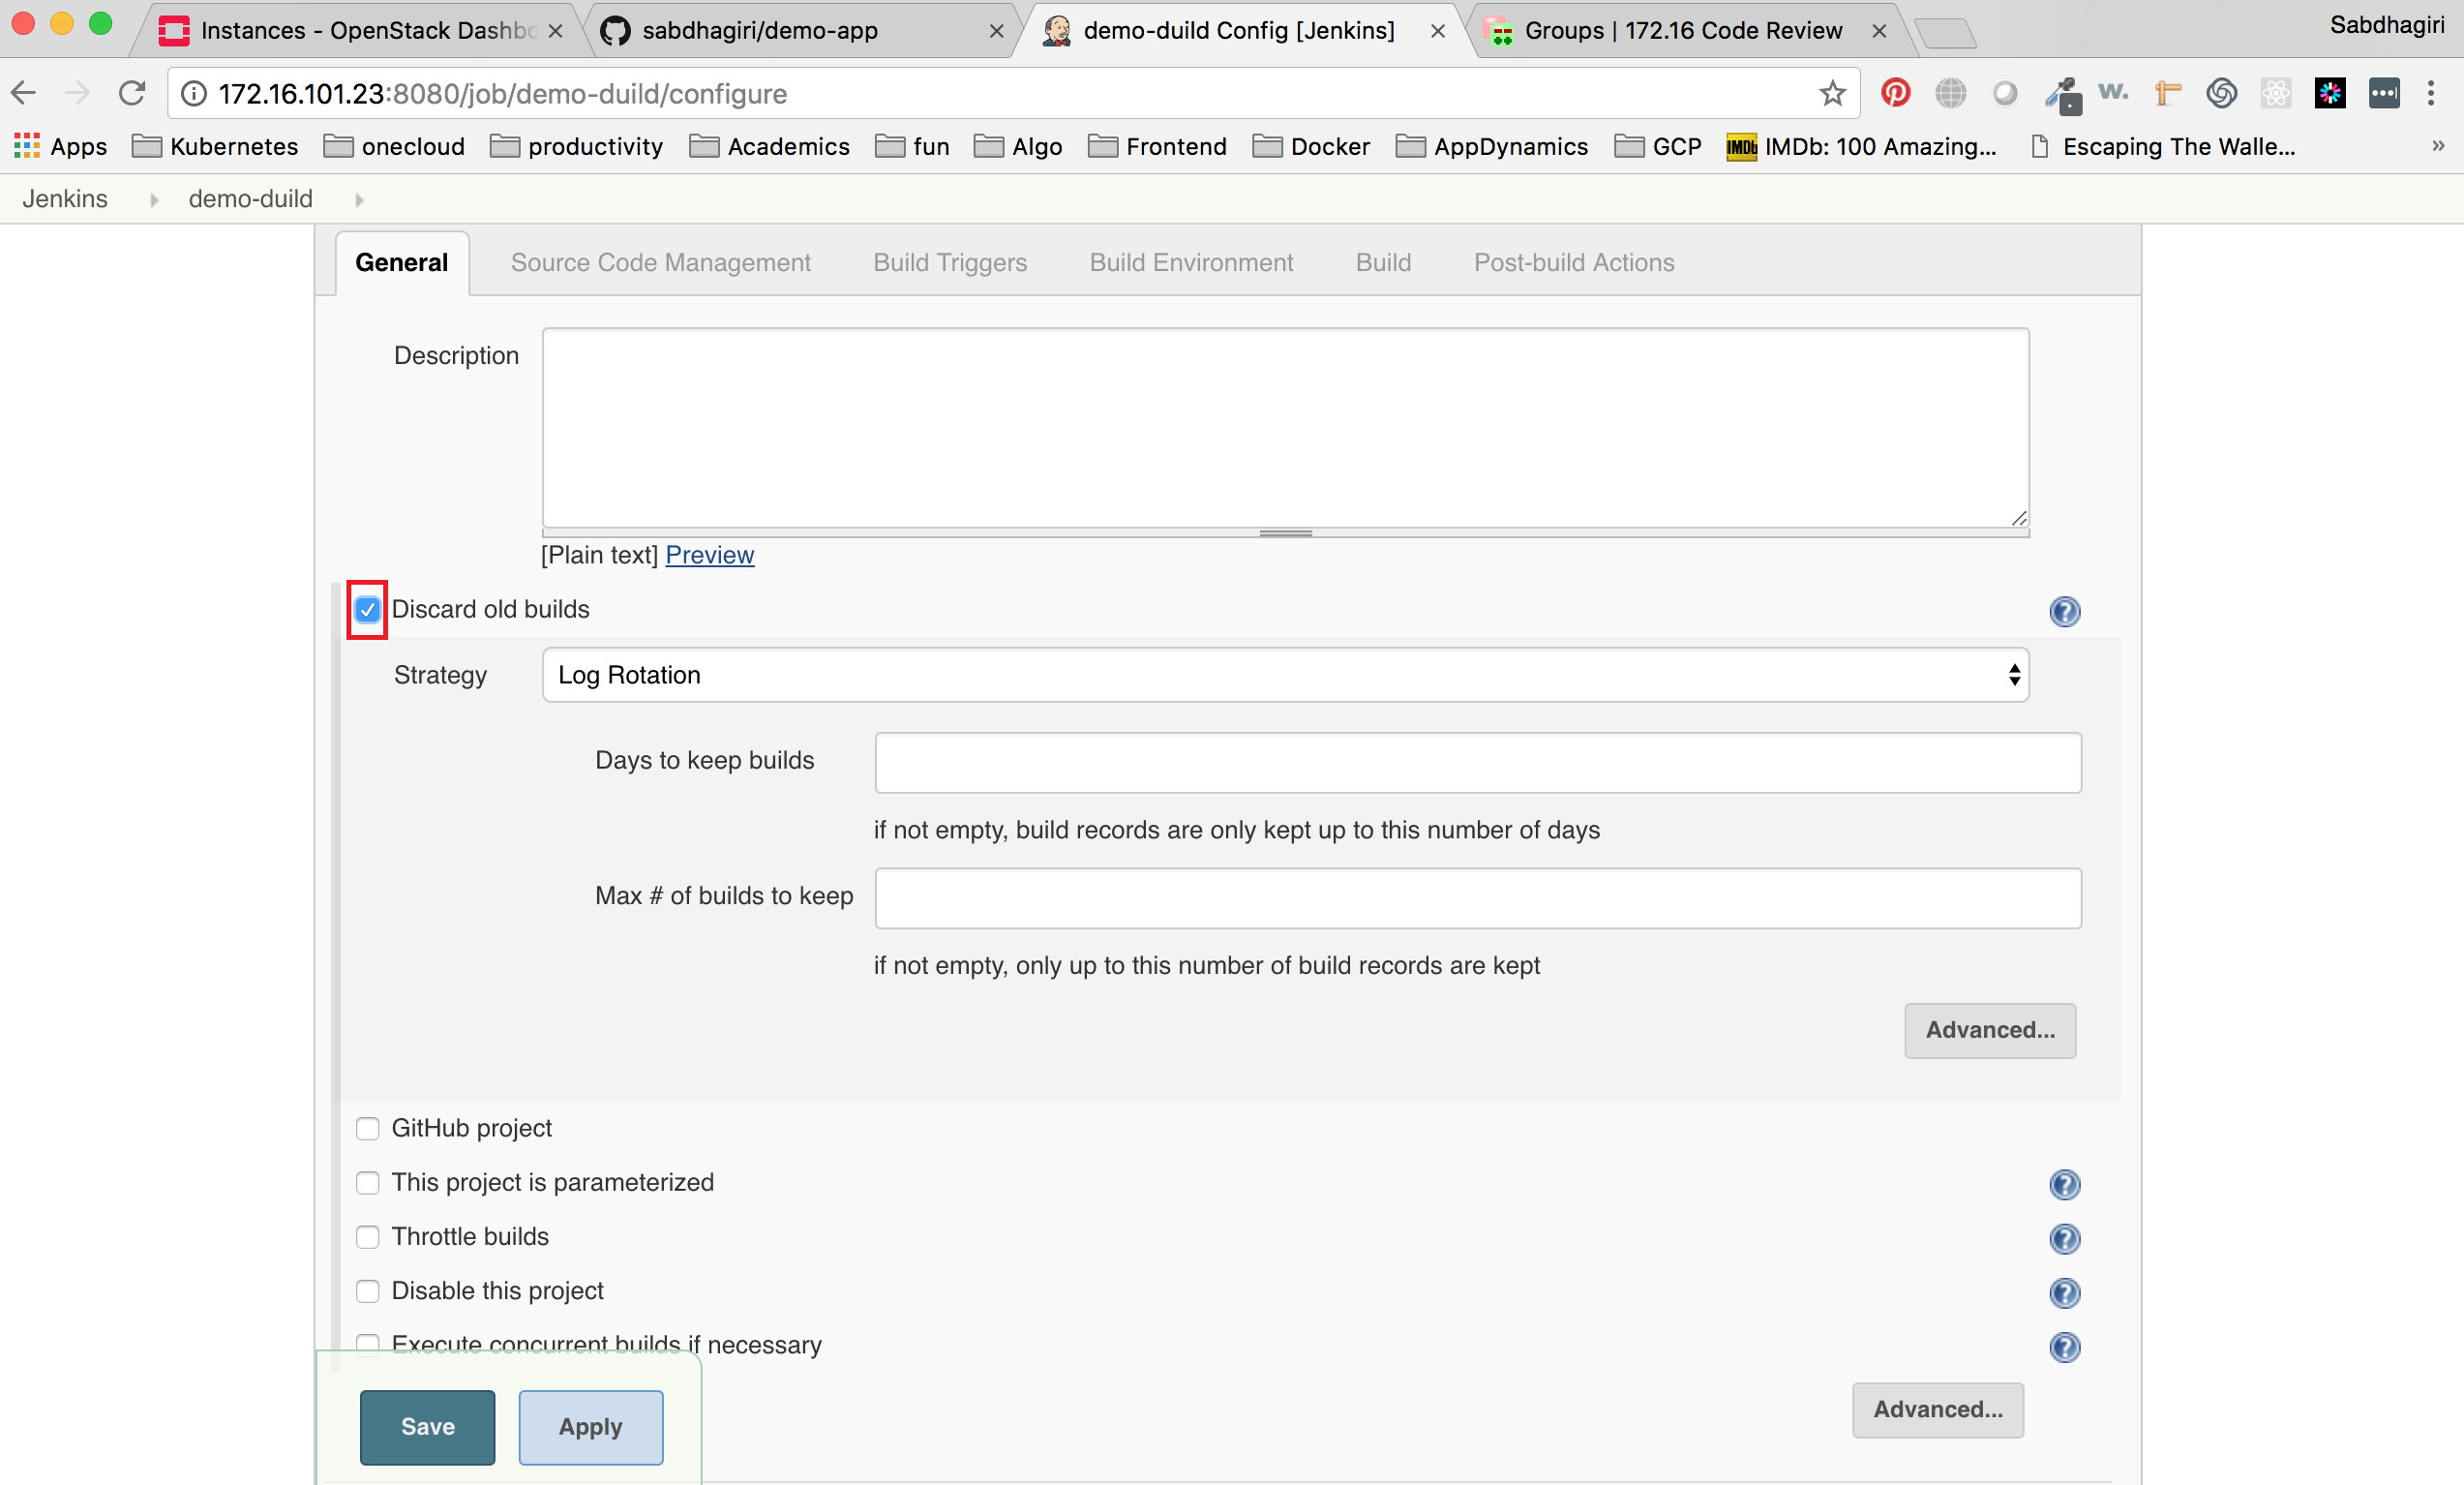 Instances - OpenStack Dashbo
sabdhagiri/demo-app
demo-duild Config [Jenkins]
Groups | 172.16 Code Review
Sabdhagiri
172.16.101.23:8080/job/demo-duild/configure
w.
Apps
Kubernetes
onecloud
productivity
Academics
fun
Algo
Frontend
Docker
AppDynamics
GCP
IMDb: 100 Amazing...
Escaping The Walle...
»
Jenkins
demo-duild
General
Source Code Management
Build Triggers
Build Environment
Build
Post-build Actions
Description
[Plain text] Preview
Discard old builds
Strategy
Log Rotation
Days to keep builds
if not empty, build records are only kept up to this number of days
Max # of builds to keep
if not empty, only up to this number of build records are kept
Advanced...
GitHub project
This project is parameterized
Throttle builds
Disable this project
Execute concurrent builds if necessary
Advanced...
Save
Apply